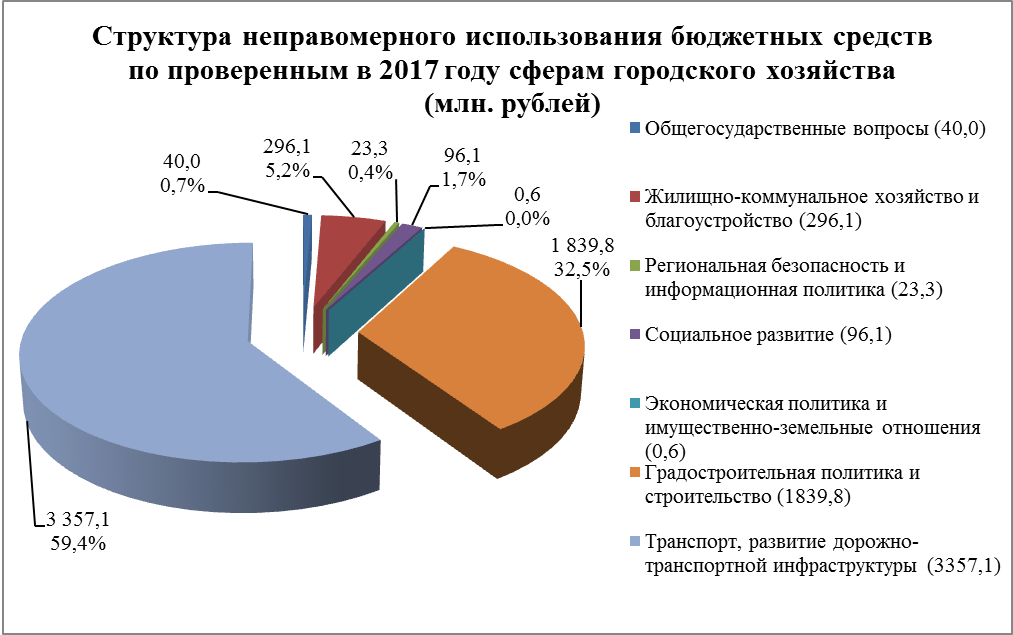 Структура неправомерного использования бюджетных средств
по проверенным в 2017 году сферам городского хозяйства
(млн. рублей)
40,0
0,7%
296,1
5,2%
23,3
0,4%
96,1
1,7%
0,6
0,0%
1 839,8
32,5%
3 357,1
59,4%
Общегосударственные вопросы (40,0)
Жилищно-коммунальное хозяйство и
благоустройство (296,1)
Региональная безопасность и
информационная политика (23,3)
Социальное развитие (96,1)
Экономическая политика и
имущественно-земельные отношения
(0,6)
Градостроительная политика и
строительство (1839,8)
Транспорт, развитие дорожно-
транспортной инфраструктуры (3357,1)